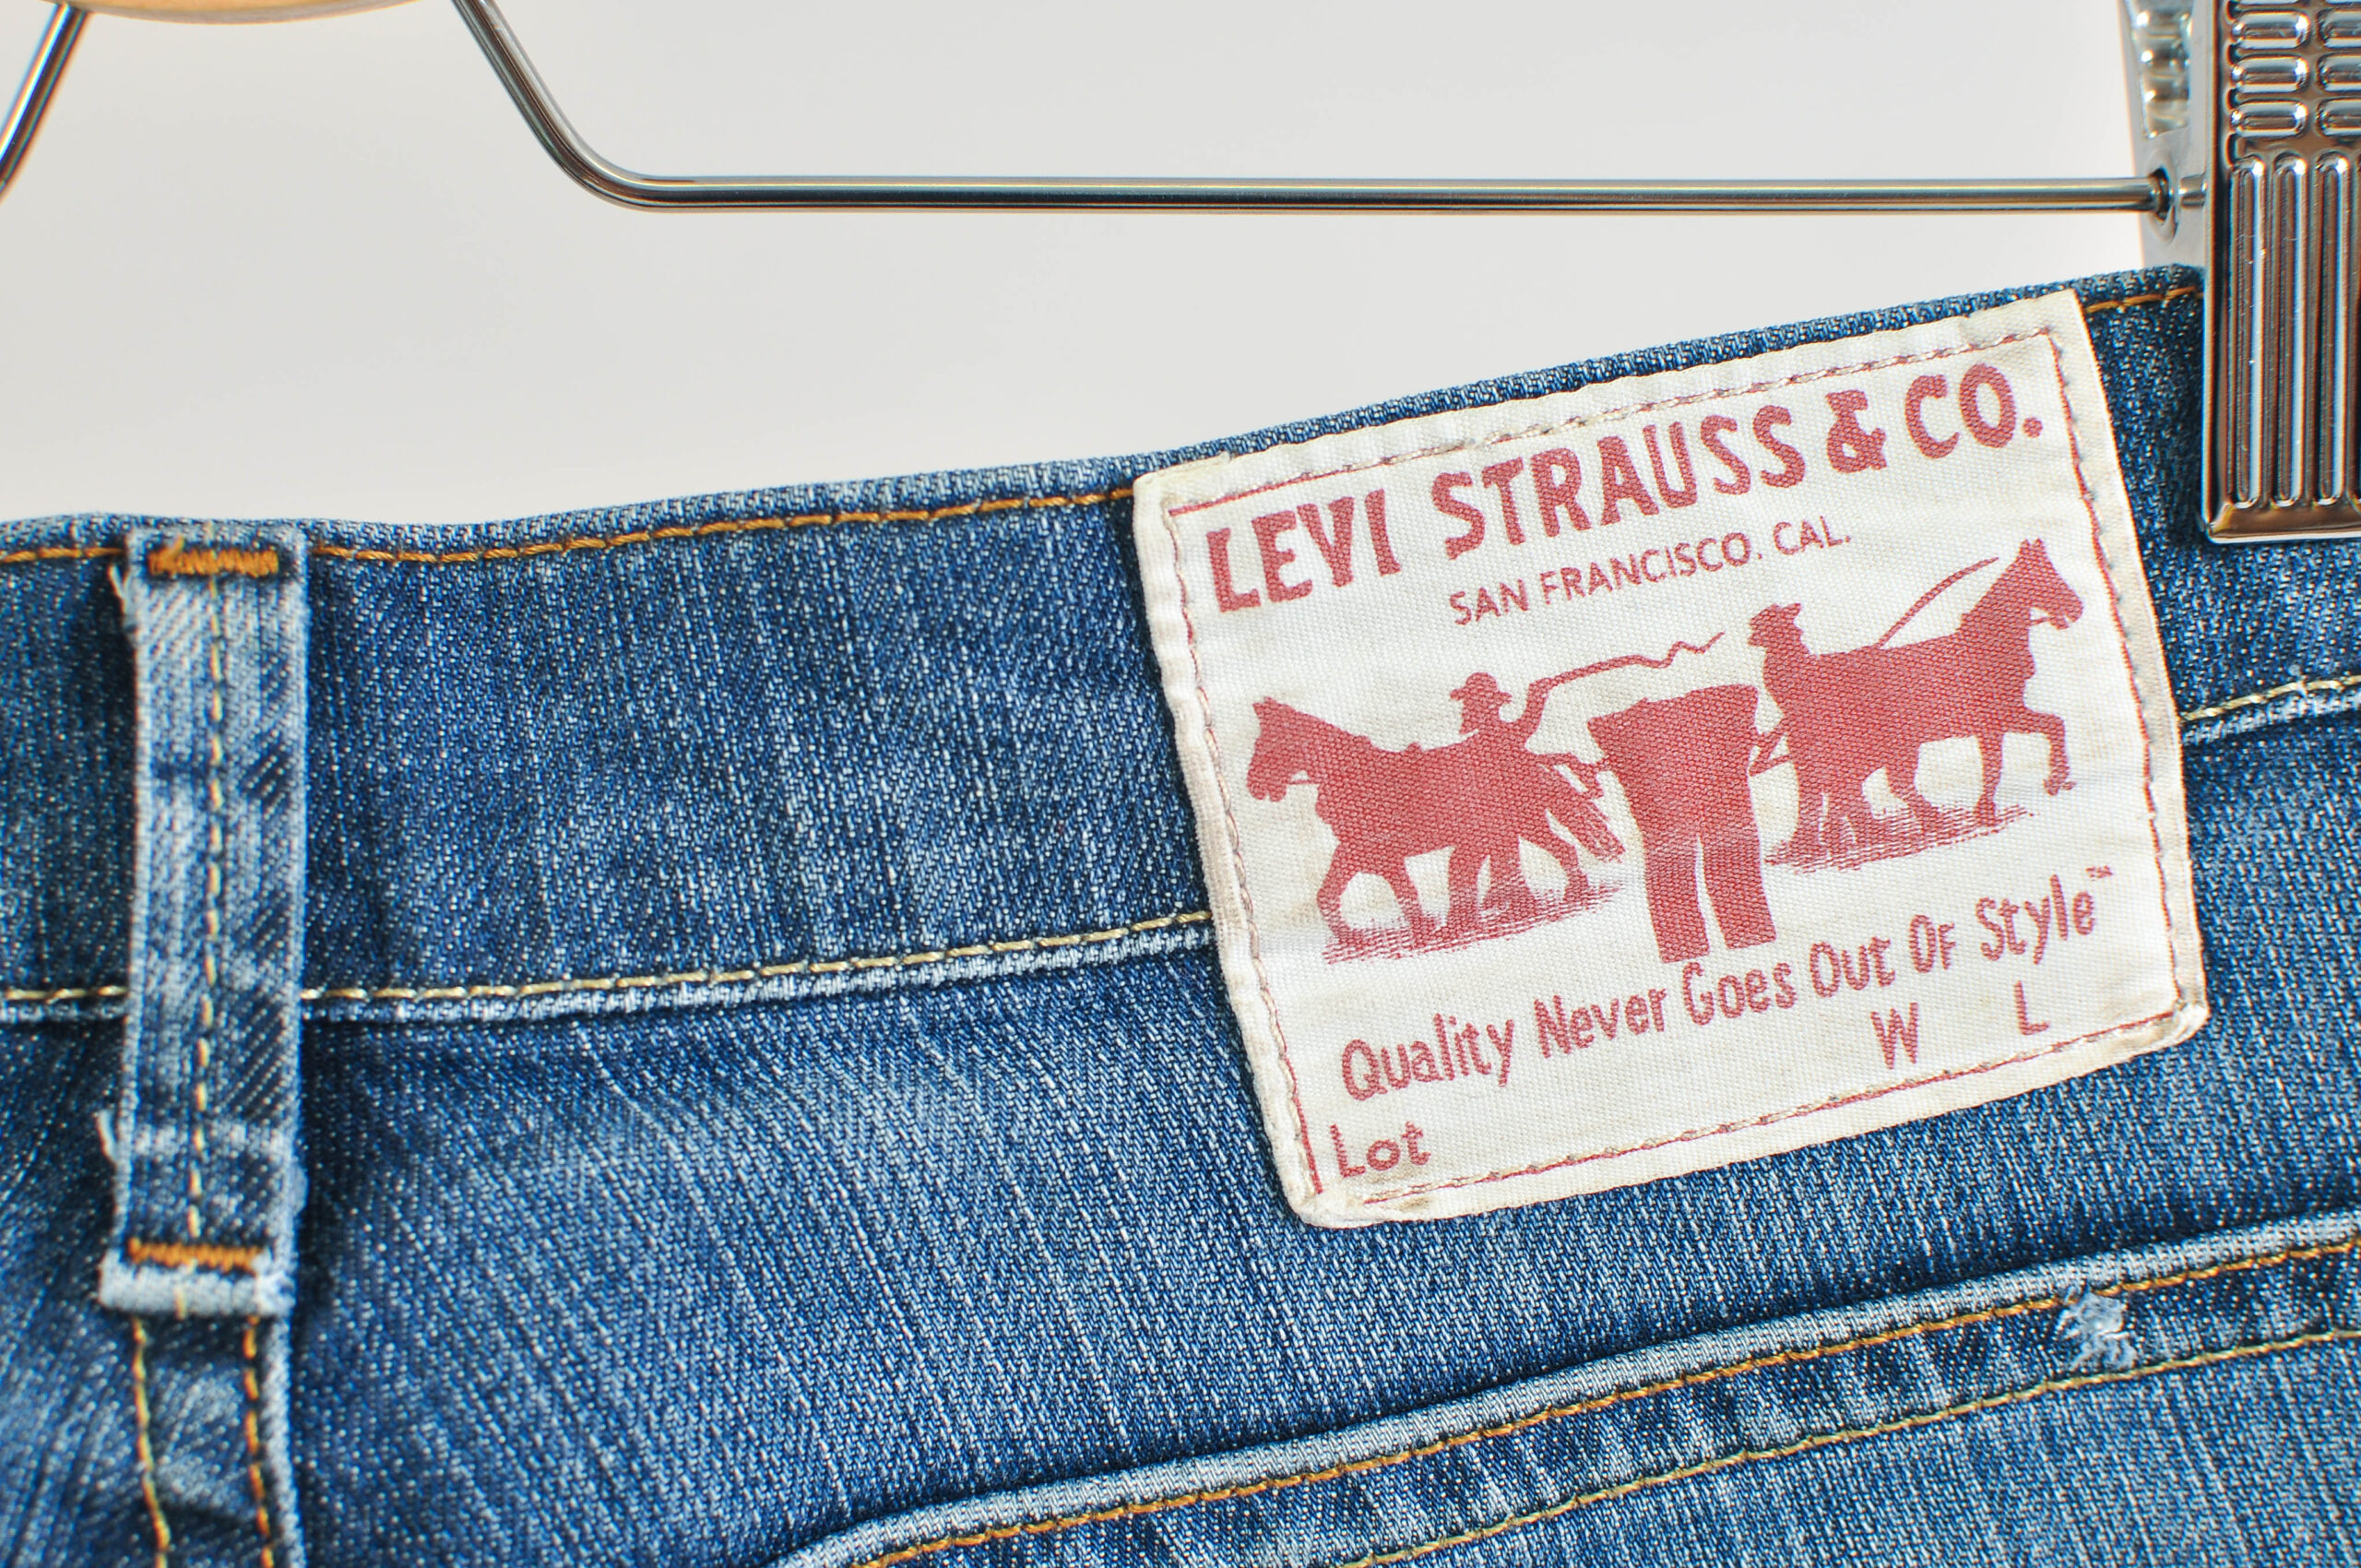 LEVI STRAUSS & CO.
SAN FRANCISCO. CAL.
Quality Never Goes Out Of Style™
W L
Lot